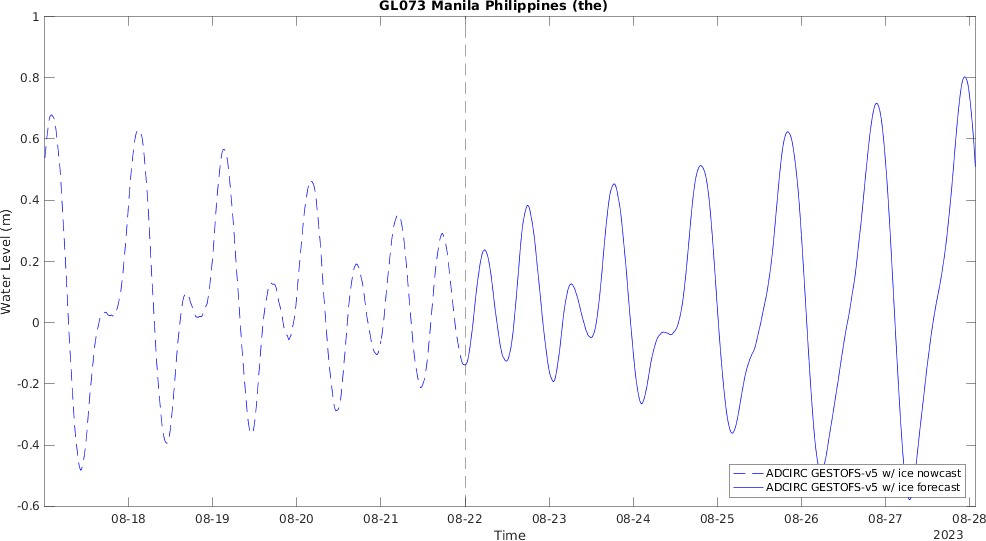 GL073 Manila Philippines (the)
Water Level (m)
1
0.8
0.6
0.4
0.2
0
-0.2
-0.4
-0.6
ADCIRC GESTOFS-v5 w/ ice nowcast
ADCIRC GESTOFS-v5 w/ ice forecast
08-18 08-19 08-20 08-21 08-22 08-23 08-24 08-25 08-26 08-27 08-28
Time
2023